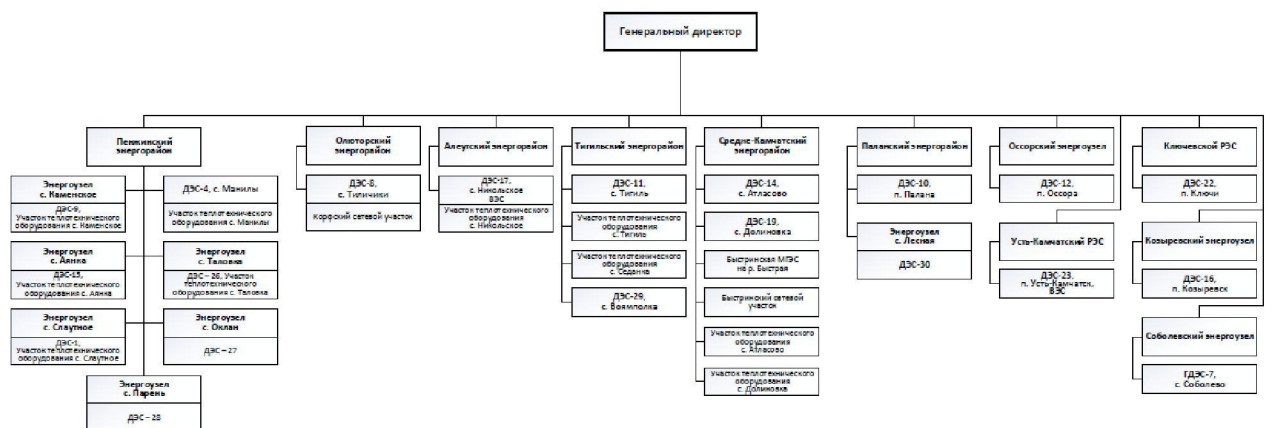 Генеральный директор
Пенжинский
энергорайон
Энергоузел
с. Каменское
ДЭС-9,
Участок теплотехнического
оборудования с. Каменское
ДЭС-4, с. Манилы
Участок теплотехнического
оборудования с. Манилы
Энергоузел
с. Аянка
ДЭС-15,
Участок теплотехнического
оборудования с. Аянка
Энергоузел
с. Таловка
ДЭС – 26, Участок
теплотехнического
оборудования с. Таловка
Энергоузел
с. Слаутное
ДЭС-1,
Участок теплотехнического
оборудования с. Слаутное
Энергоузел
с. Оклан
ДЭС – 27
Энергоузел
с. Парень
ДЭС – 28
Олюторский
энергорайон
ДЭС-8,
с. Тиличики
Корфский сетевой участок
Алеутский энергорайон
ДЭС-17,
с. Никольское
ВЭС
Участок теплотехнического
оборудования
с. Никольское
Тигильский энергорайон
ДЭС-11,
с. Тигиль
Участок теплотехнического
оборудования
с. Тигиль
Участок теплотехнического
оборудования
с. Седанка
ДЭС-29,
с. Воямполка
Средне-Камчатский
энергорайон
ДЭС-14,
с. Атласово
ДЭС-19,
с. Долиновка
Быстринская МГЭС
на р. Быстрая
Быстринский сетевой
участок
Участок теплотехнического
оборудования
с. Атласово
Участок теплотехнического
оборудования
с. Долиновка
Паланский энергорайон
ДЭС-10,
п. Палана
Энергоузел
с. Лесная
ДЭС-30
Оссорский энергоузел
ДЭС-12,
п. Оссора
Усть-Камчатский РЭС
ДЭС-23,
п. Усть-Камчатск,
ВЭС
Ключевской РЭС
ДЭС-22,
п. Ключи
Козыревский энергоузел
ДЭС-16,
п. Козыревск
Соболевский энергоузел
ГДЭС-7,
с. Соболево